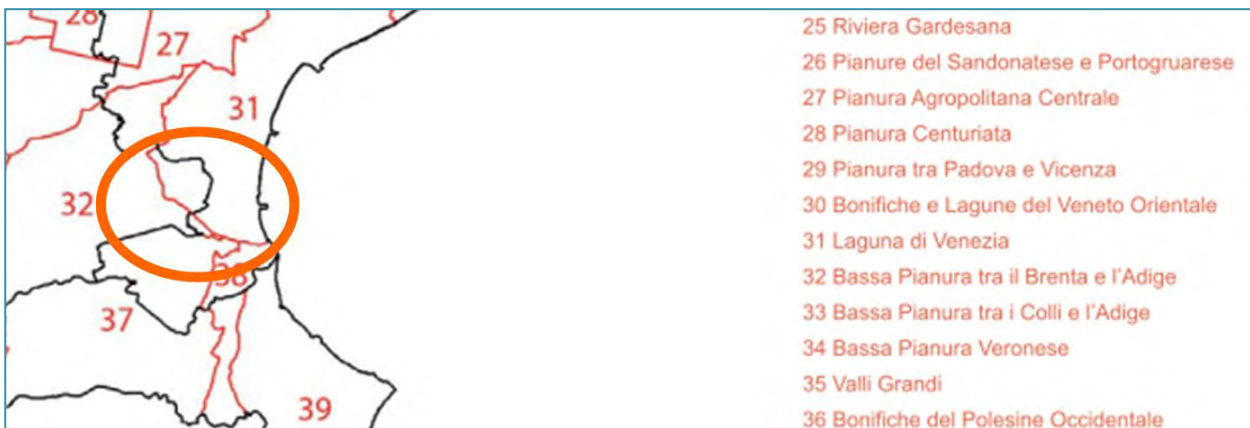 28
27
31
32
38
37
39
25 Riviera Gardesana
26 Pianure del Sandonatese e Portogruarese
27 Pianura Agropolitana Centrale
28 Pianura Centuriata
29 Pianura tra Padova e Vicenza
30 Bonifiche e Lagune del Veneto Orientale
31 Laguna di Venezia
32 Bassa Pianura tra il Brenta e l'Adige
33 Bassa Pianura tra i Colli e l'Adige
34 Bassa Pianura Veronese
35 Valli Grandi
36 Bonifiche del Polesine Occidentale